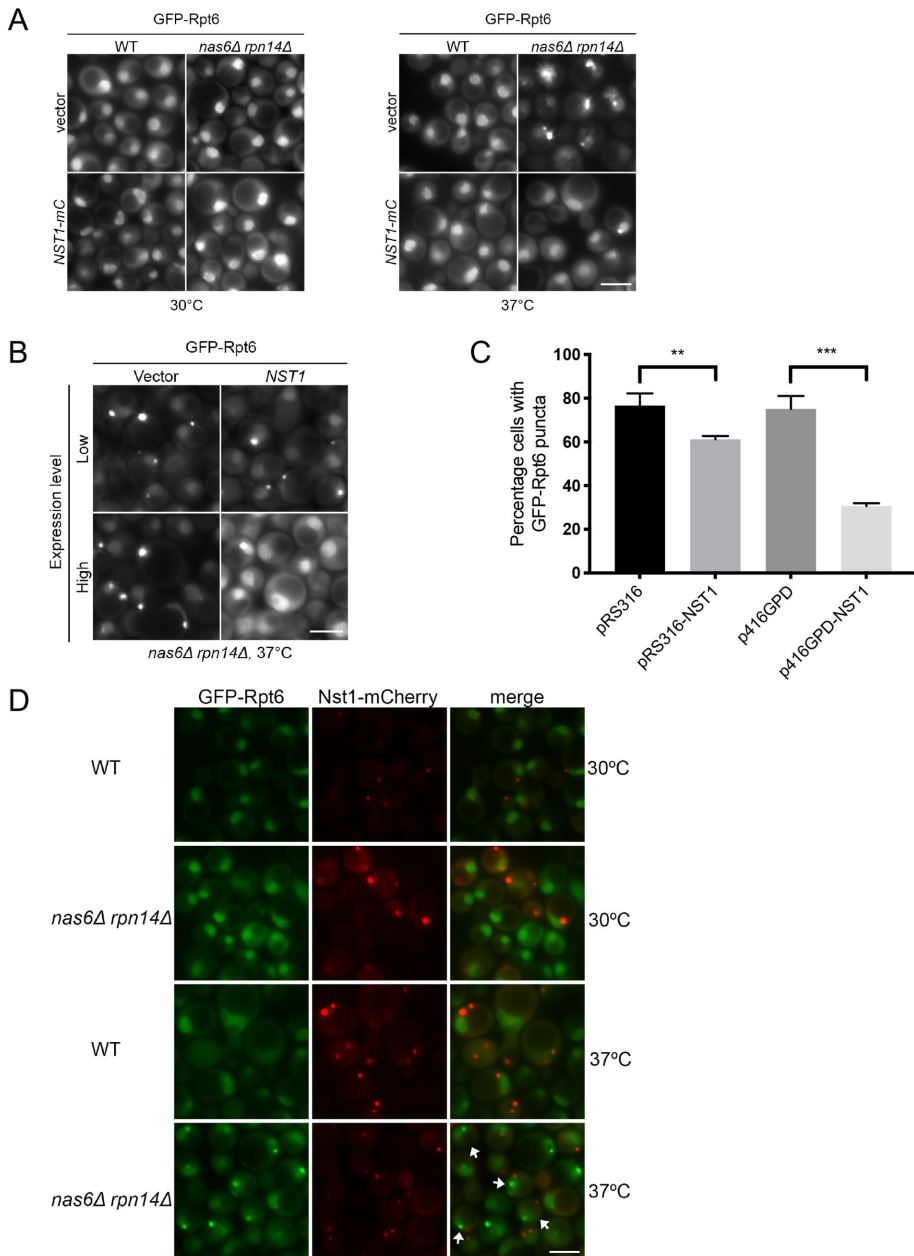 A
GFP-Rpt6
WT
nas6Δ rpn14Δ
vector
NST1-mC
30°C
GFP-Rpt6
WT
nas6Δ rpn14Δ
vector
NST1-mC
37°C
B
GFP-Rpt6
Vector
NST1
Expression level
Low
High
nas6Δ rpn14Δ, 37°C
C
Percentage cells with
GFP-Rpt6 puncta
100
80
60
40
20
0
**
***
pRS316
pRS316-NST1
p416GPD
p416GPD-NST1
D
GFP-Rpt6 Nst1-mCherry merge
WT 30ºC
nas6Δ rpn14Δ 30ºC
WT 37ºC
nas6Δ rpn14Δ 37ºC